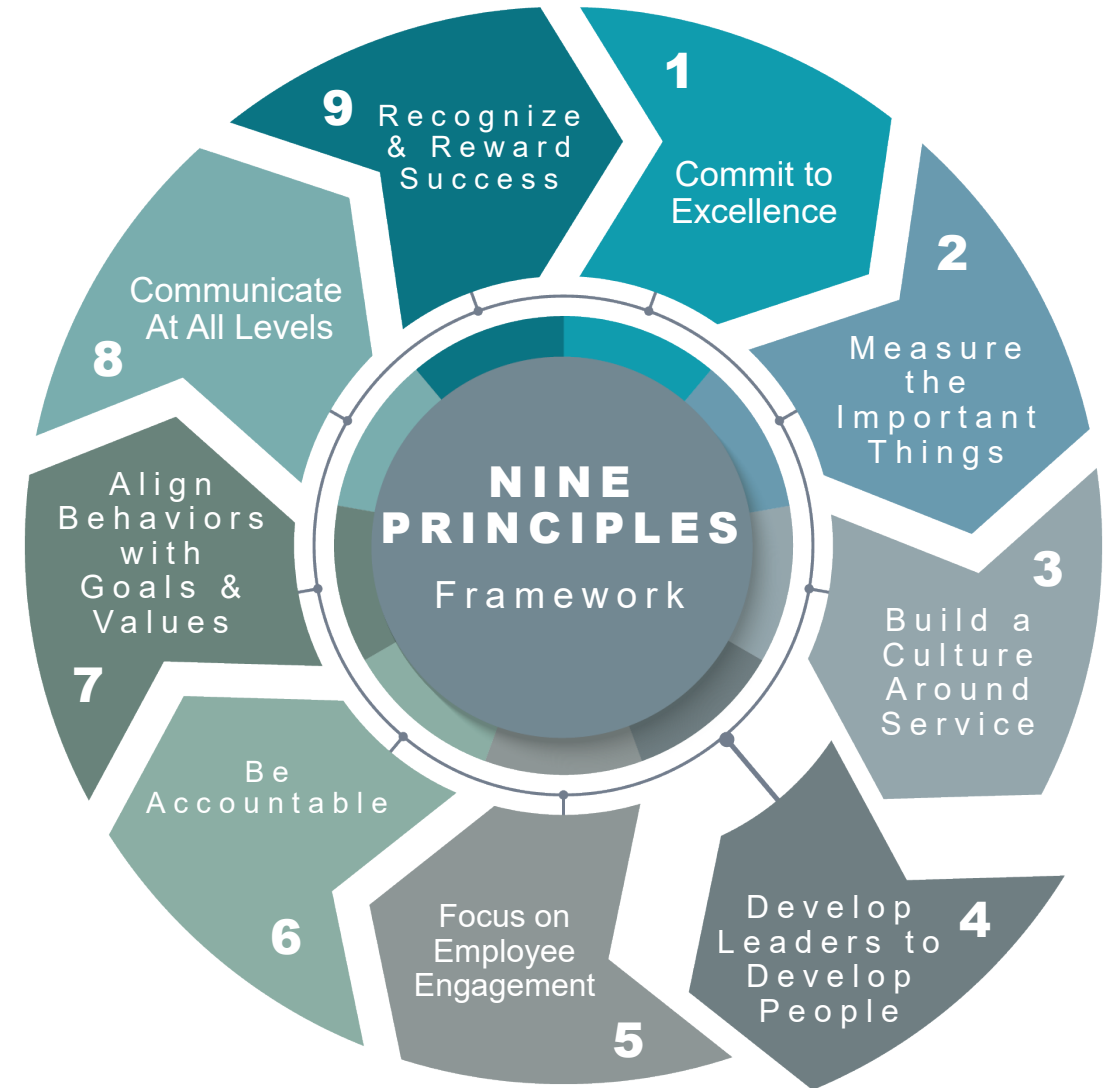 NINE
PRINCIPLES
Framework
1
Commit to
Excellence
2
Measure
the
Important
Things
3
Build a
Culture
Around
Service
4
Develop
Leaders to
Develop
People
Focus on
Employee
Engagement
5
Be
Accountable
6
Align
Behaviors
with
Goals &
Values
7
Communicate
At All Levels
8
9
Recognize
& Reward
Success